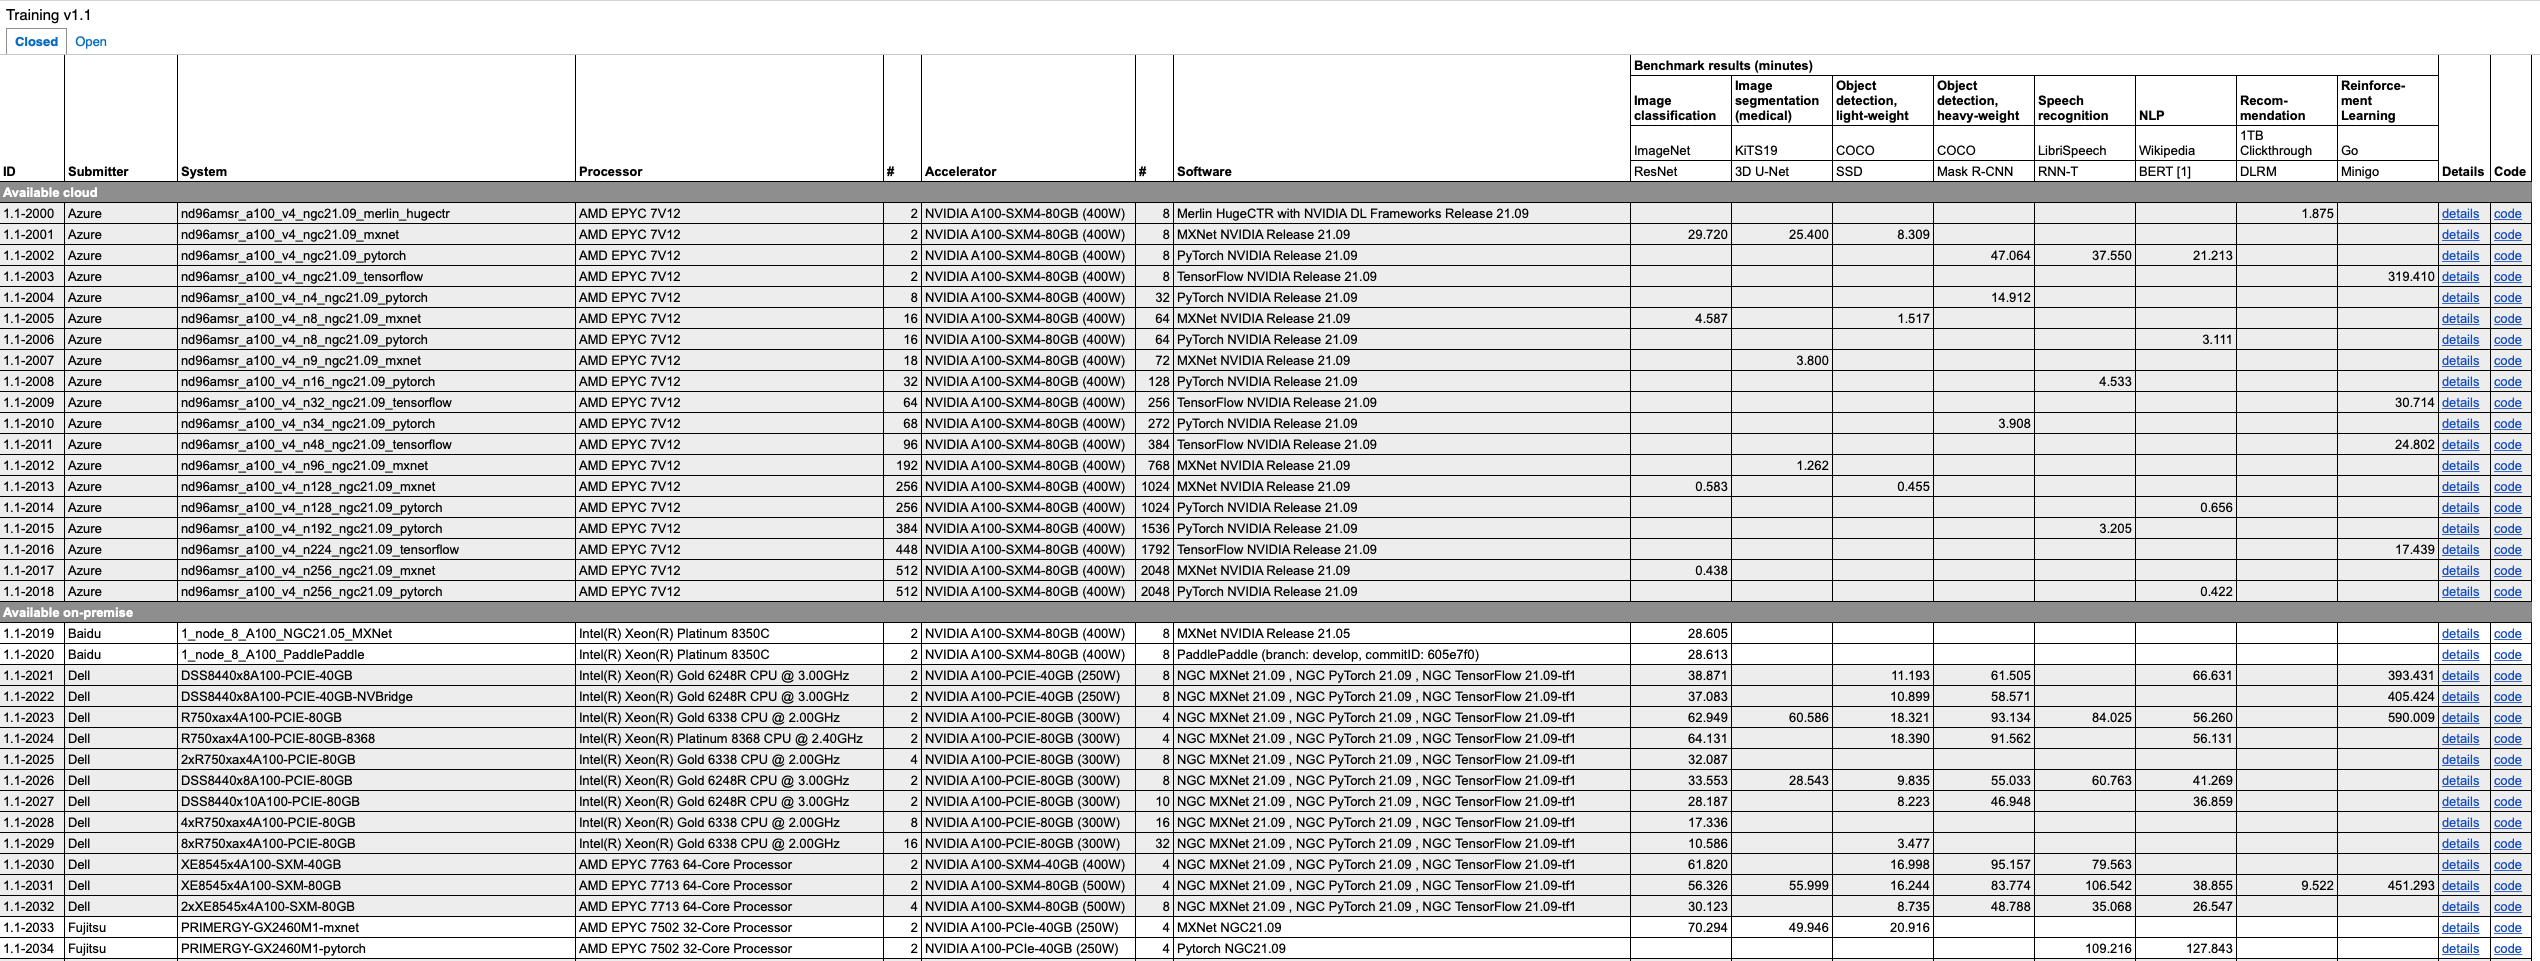 Training v1.1
Closed Open
Benchmark results (minutes)
Image classification Image segmentation (medical) Object detection, light-weight Object detection, heavy-weight Speech recognition NLP Recom-mendation Reinforce-ment Learning
ImageNet KiTS19 COCO COCO LibriSpeech Wikipedia 1TB Clickthrough Go
ID Submitter System Processor # Accelerator # Software ResNet 3D U-Net SSD Mask R-CNN RNN-T BERT [1] DLRM Minigo Details Code
Available cloud
1.1-2000 Azure nd96amsr_a100_v4_ngc21.09_merlin_hugectr AMD EPYC 7V12 2 NVIDIA A100-SXM4-80GB (400W) 8 Merlin HugeCTR with NVIDIA DL Frameworks Release 21.09 1.875 details code
1.1-2001 Azure nd96amsr_a100_v4_ngc21.09_mxnet AMD EPYC 7V12 2 NVIDIA A100-SXM4-80GB (400W) 8 MXNet NVIDIA Release 21.09 29.720 25.400 8.309 details code
1.1-2002 Azure nd96amsr_a100_v4_ngc21.09_pytorch AMD EPYC 7V12 2 NVIDIA A100-SXM4-80GB (400W) 8 PyTorch NVIDIA Release 21.09 47.064 37.550 21.213 details code
1.1-2003 Azure nd96amsr_a100_v4_ngc21.09_tensorflow AMD EPYC 7V12 2 NVIDIA A100-SXM4-80GB (400W) 8 TensorFlow NVIDIA Release 21.09 319.410 details code
1.1-2004 Azure nd96amsr_a100_v4_n4_ngc21.09_pytorch AMD EPYC 7V12 8 NVIDIA A100-SXM4-80GB (400W) 32 PyTorch NVIDIA Release 21.09 14.912 details code
1.1-2005 Azure nd96amsr_a100_v4_n8_ngc21.09_mxnet AMD EPYC 7V12 16 NVIDIA A100-SXM4-80GB (400W) 64 MXNet NVIDIA Release 21.09 4.587 1.517 details code
1.1-2006 Azure nd96amsr_a100_v4_n8_ngc21.09_pytorch AMD EPYC 7V12 16 NVIDIA A100-SXM4-80GB (400W) 64 PyTorch NVIDIA Release 21.09 3.111 details code
1.1-2007 Azure nd96amsr_a100_v4_n9_ngc21.09_mxnet AMD EPYC 7V12 18 NVIDIA A100-SXM4-80GB (400W) 72 MXNet NVIDIA Release 21.09 3.800 details code
1.1-2008 Azure nd96amsr_a100_v4_n16_ngc21.09_pytorch AMD EPYC 7V12 32 NVIDIA A100-SXM4-80GB (400W) 128 PyTorch NVIDIA Release 21.09 4.533 details code
1.1-2009 Azure nd96amsr_a100_v4_n32_ngc21.09_tensorflow AMD EPYC 7V12 64 NVIDIA A100-SXM4-80GB (400W) 256 TensorFlow NVIDIA Release 21.09 30.714 details code
1.1-2010 Azure nd96amsr_a100_v4_n34_ngc21.09_pytorch AMD EPYC 7V12 68 NVIDIA A100-SXM4-80GB (400W) 272 PyTorch NVIDIA Release 21.09 3.908 details code
1.1-2011 Azure nd96amsr_a100_v4_n48_ngc21.09_tensorflow AMD EPYC 7V12 96 NVIDIA A100-SXM4-80GB (400W) 384 TensorFlow NVIDIA Release 21.09 24.802 details code
1.1-2012 Azure nd96amsr_a100_v4_n96_ngc21.09_mxnet AMD EPYC 7V12 192 NVIDIA A100-SXM4-80GB (400W) 768 MXNet NVIDIA Release 21.09 1.262 details code
1.1-2013 Azure nd96amsr_a100_v4_n128_ngc21.09_mxnet AMD EPYC 7V12 256 NVIDIA A100-SXM4-80GB (400W) 1024 MXNet NVIDIA Release 21.09 0.583 0.455 details code
1.1-2014 Azure nd96amsr_a100_v4_n128_ngc21.09_pytorch AMD EPYC 7V12 256 NVIDIA A100-SXM4-80GB (400W) 1024 PyTorch NVIDIA Release 21.09 0.656 details code
1.1-2015 Azure nd96amsr_a100_v4_n192_ngc21.09_pytorch AMD EPYC 7V12 384 NVIDIA A100-SXM4-80GB (400W) 1536 PyTorch NVIDIA Release 21.09 3.205 details code
1.1-2016 Azure nd96amsr_a100_v4_n224_ngc21.09_tensorflow AMD EPYC 7V12 448 NVIDIA A100-SXM4-80GB (400W) 1792 TensorFlow NVIDIA Release 21.09 17.439 details code
1.1-2017 Azure nd96amsr_a100_v4_n256_ngc21.09_mxnet AMD EPYC 7V12 512 NVIDIA A100-SXM4-80GB (400W) 2048 MXNet NVIDIA Release 21.09 0.438 details code
1.1-2018 Azure nd96amsr_a100_v4_n256_ngc21.09_pytorch AMD EPYC 7V12 512 NVIDIA A100-SXM4-80GB (400W) 2048 PyTorch NVIDIA Release 21.09 0.422 details code
Available on-premise
1.1-2019 Baidu 1_node_8_A100_NGC21.05_MXNet Intel(R) Xeon(R) Platinum 8350C 2 NVIDIA A100-SXM4-80GB (400W) 8 MXNet NVIDIA Release 21.05 28.605 details code
1.1-2020 Baidu 1_node_8_A100_PaddlePaddle Intel(R) Xeon(R) Platinum 8350C 2 NVIDIA A100-SXM4-80GB (400W) 8 PaddlePaddle (branch: develop, commitID: 605e7f0) 28.613 details code
1.1-2021 Dell DSS8440x8A100-PCIE-40GB Intel(R) Xeon(R) Gold 6248R CPU @ 3.00GHz 2 NVIDIA A100-PCIE-40GB (250W) 8 NGC MXNet 21.09 , NGC PyTorch 21.09 , NGC TensorFlow 21.09-tf1 38.871 11.193 61.505 66.631 393.431 details code
1.1-2022 Dell DSS8440x8A100-PCIE-40GB-NVBridge Intel(R) Xeon(R) Gold 6248R CPU @ 3.00GHz 2 NVIDIA A100-PCIE-40GB (250W) 8 NGC MXNet 21.09 , NGC PyTorch 21.09 , NGC TensorFlow 21.09-tf1 37.083 10.899 58.571 405.424 details code
1.1-2023 Dell R750xax4A100-PCIE-80GB Intel(R) Xeon(R) Gold 6338 CPU @ 2.00GHz 2 NVIDIA A100-PCIE-80GB (300W) 4 NGC MXNet 21.09 , NGC PyTorch 21.09 , NGC TensorFlow 21.09-tf1 62.949 60.586 18.321 93.134 84.025 56.260 590.009 details code
1.1-2024 Dell R750xax4A100-PCIE-80GB-8368 Intel(R) Xeon(R) Platinum 8368 CPU @ 2.40GHz 2 NVIDIA A100-PCIE-80GB (300W) 4 NGC MXNet 21.09 , NGC PyTorch 21.09 , NGC TensorFlow 21.09-tf1 64.131 18.390 91.562 56.131 details code
1.1-2025 Dell 2xR750xax4A100-PCIE-80GB Intel(R) Xeon(R) Gold 6338 CPU @ 2.00GHz 4 NVIDIA A100-PCIE-80GB (300W) 8 NGC MXNet 21.09 , NGC PyTorch 21.09 , NGC TensorFlow 21.09-tf1 32.087 details code
1.1-2026 Dell DSS8440x8A100-PCIE-80GB Intel(R) Xeon(R) Gold 6248R CPU @ 3.00GHz 2 NVIDIA A100-PCIE-80GB (300W) 8 NGC MXNet 21.09 , NGC PyTorch 21.09 , NGC TensorFlow 21.09-tf1 33.553 28.543 9.835 55.033 60.763 41.269 details code
1.1-2027 Dell DSS8440x10A100-PCIE-80GB Intel(R) Xeon(R) Gold 6248R CPU @ 3.00GHz 2 NVIDIA A100-PCIE-80GB (300W) 10 NGC MXNet 21.09 , NGC PyTorch 21.09 , NGC TensorFlow 21.09-tf1 28.187 8.223 46.948 36.859 details code
1.1-2028 Dell 4xR750xax4A100-PCIE-80GB Intel(R) Xeon(R) Gold 6338 CPU @ 2.00GHz 8 NVIDIA A100-PCIE-80GB (300W) 16 NGC MXNet 21.09 , NGC PyTorch 21.09 , NGC TensorFlow 21.09-tf1 17.336 details code
1.1-2029 Dell 8xR750xax4A100-PCIE-80GB Intel(R) Xeon(R) Gold 6338 CPU @ 2.00GHz 16 NVIDIA A100-PCIE-80GB (300W) 32 NGC MXNet 21.09 , NGC PyTorch 21.09 , NGC TensorFlow 21.09-tf1 10.586 3.477 details code
1.1-2030 Dell XE8545x4A100-SXM-40GB AMD EPYC 7763 64-Core Processor 2 NVIDIA A100-SXM4-40GB (400W) 4 NGC MXNet 21.09 , NGC PyTorch 21.09 , NGC TensorFlow 21.09-tf1 61.820 16.998 95.157 79.563 details code
1.1-2031 Dell XE8545x4A100-SXM-80GB AMD EPYC 7713 64-Core Processor 2 NVIDIA A100-SXM4-80GB (500W) 4 NGC MXNet 21.09 , NGC PyTorch 21.09 , NGC TensorFlow 21.09-tf1 56.326 55.999 16.244 83.774 106.542 38.855 9.522 451.293 details code
1.1-2032 Dell 2xXE8545x4A100-SXM-80GB AMD EPYC 7713 64-Core Processor 4 NVIDIA A100-SXM4-80GB (500W) 8 NGC MXNet 21.09 , NGC PyTorch 21.09 , NGC TensorFlow 21.09-tf1 30.123 8.735 48.788 35.068 26.547 details code
1.1-2033 Fujitsu PRIMERGY-GX2460M1-mxnet AMD EPYC 7502 32-Core Processor 2 NVIDIA A100-PCIe-40GB (250W) 4 MXNet NGC21.09 70.294 49.946 20.916 details code
1.1-2034 Fujitsu PRIMERGY-GX2460M1-pytorch AMD EPYC 7502 32-Core Processor 2 NVIDIA A100-PCIe-40GB (250W) 4 Pytorch NGC21.09 109.216 127.843 details code